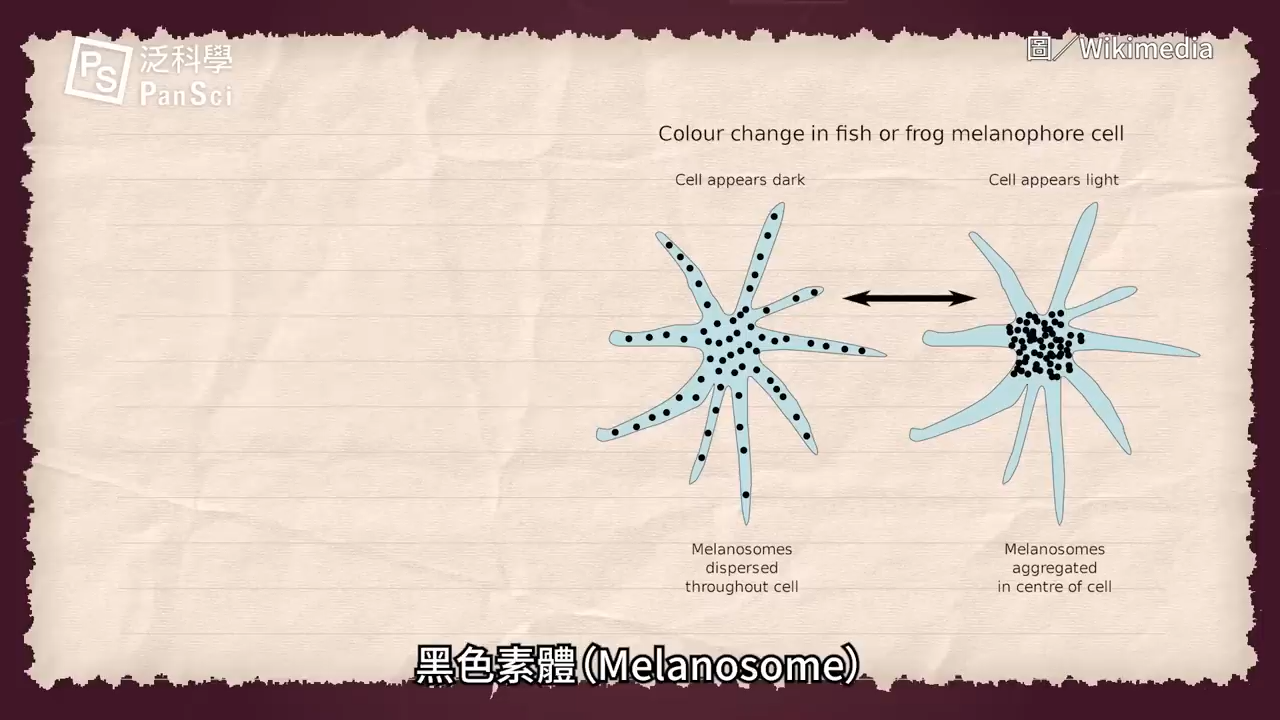 PS 泛科學
PanSci
圖／Wikimedia
Colour change in fish or frog melanophore cell
Cell appears dark
Cell appears light
Melanosomes
dispersed
throughout cell
Melanosomes
aggregated
in centre of cell
黑色素體（Melanosome）